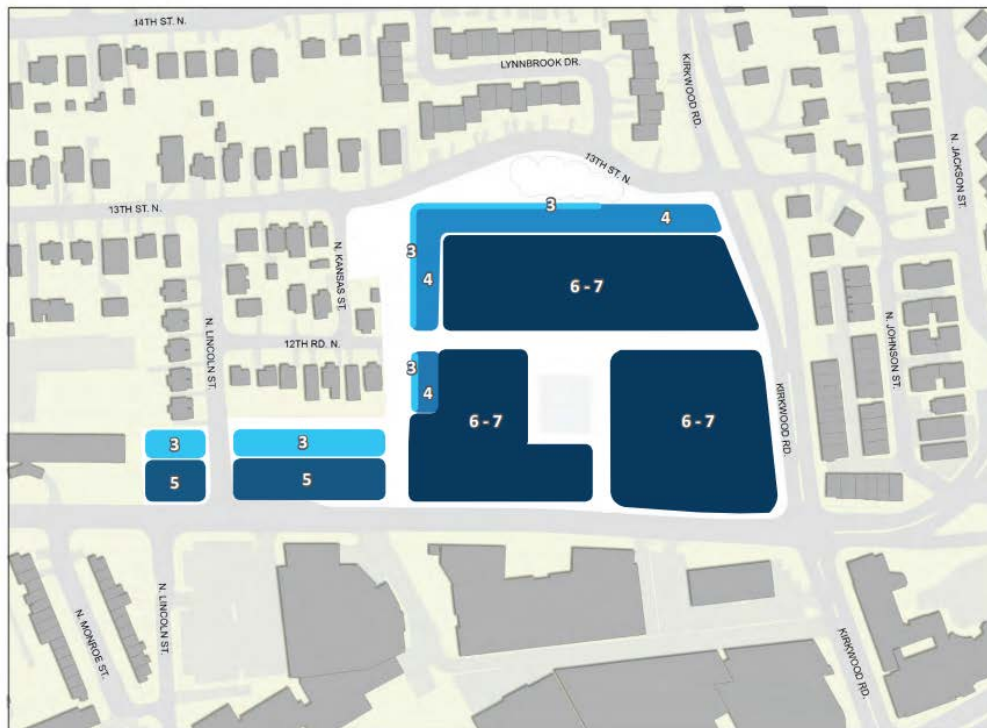 14TH ST. N.
LYNNBROOK DR.
KIRKWOOD RD.
N. JACKSON ST.
13TH ST. N.
13TH ST. N.
3
4
3
4
N. KANSAS ST.
6 - 7
N. LINCOLN ST.
12TH RD. N.
N. JOHNSON ST.
3
4
KIRKWOOD RD.
6 - 7
6 - 7
3
3
5
5
N. MONROE ST.
N. LINCOLN ST.
KIRKWOOD RD.